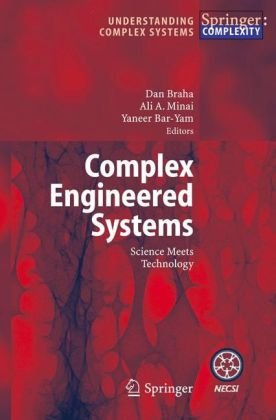 UNDERSTANDING
COMPLEX SYSTEMS
Springer:
COMPLEXITY
Dan Braha
Ali A. Minai
Yaneer Bar-Yam
Editors
Complex
Engineered
Systems
Science Meets
Technology
Springer
NECSI